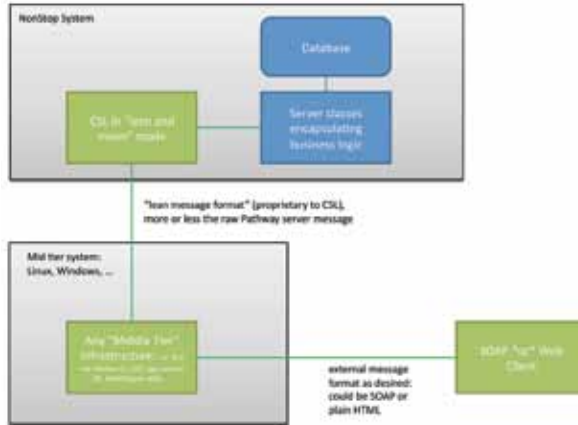 NonStop System
Database
CSL in "lean and
mean" mode
Server classes
encapsulating
business logic
"lean message format" (proprietary to CSL),
more or less the raw Pathway server message
Mid tier system:
Linux, Windows, ...
Any "Middle Tier"
infrastructure:
SOAP "or" Web
Client
external message
format as desired:
could be SOAP or
plain HTML